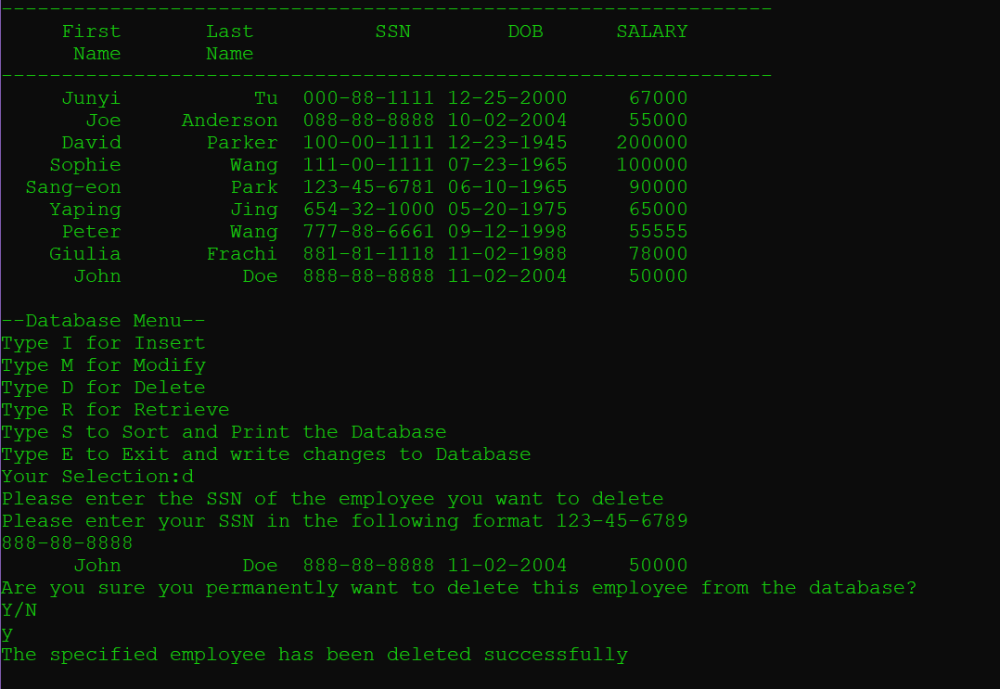 ----------------------------------------------------------------
     First       Last          SSN        DOB      SALARY
      Name       Name
----------------------------------------------------------------
     Junyi           Tu  000-88-1111 12-25-2000     67000
       Joe     Anderson  088-88-8888 10-02-2004     55000
     David       Parker  100-00-1111 12-23-1945    200000
    Sophie         Wang  111-00-1111 07-23-1965    100000
  Sang-eon         Park  123-45-6781 06-10-1965     90000
    Yaping         Jing  654-32-1000 05-20-1975     65000
     Peter         Wang  777-88-6661 09-12-1998     55555
    Giulia       Frachi  881-81-1118 11-02-1988     78000
      John          Doe  888-88-8888 11-02-2004     50000
--Database Menu--
Type I for Insert
Type M for Modify
Type D for Delete
Type R for Retrieve
Type S to Sort and Print the Database
Type E to Exit and write changes to Database
Your Selection:d
Please enter the SSN of the employee you want to delete
Please enter your SSN in the following format 123-45-6789
888-88-8888
      John          Doe  888-88-8888 11-02-2004     50000
Are you sure you permanently want to delete this employee from the database?
Y/N
y
The specified employee has been deleted successfully